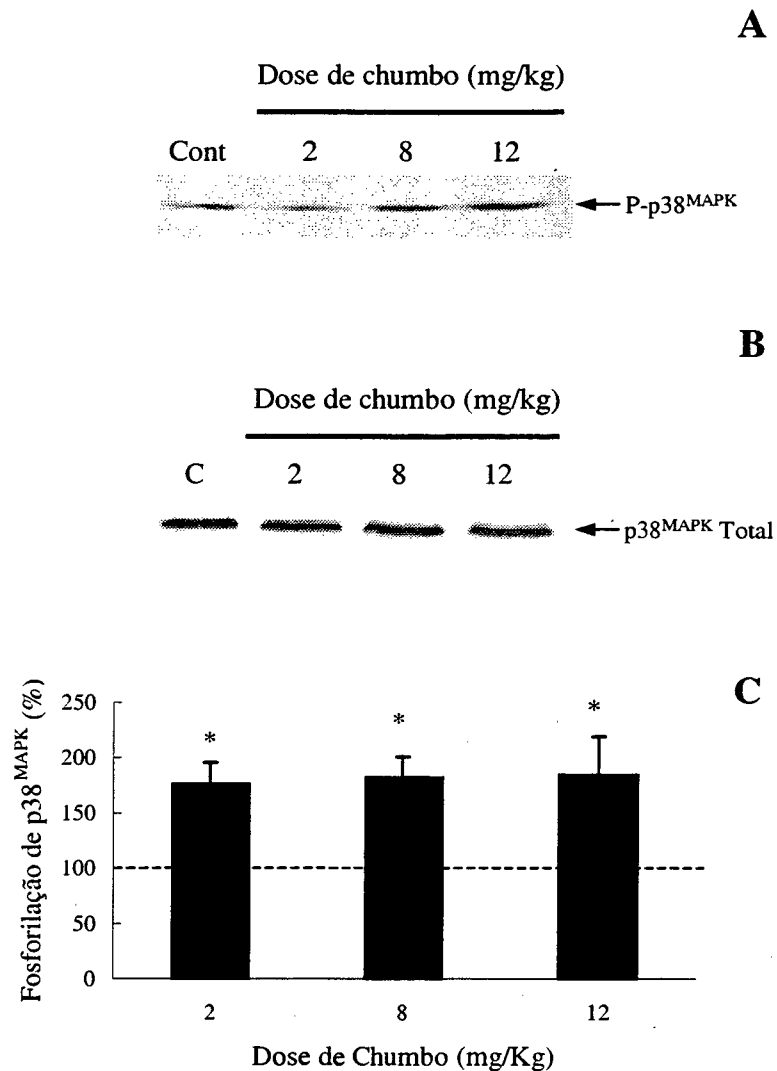 A
Dose de chumbo (mg/kg)
Cont 2 8 12
P-p38MAPK
B
Dose de chumbo (mg/kg)
C 2 8 12
p38MAPK Total
C
Fosforilação de p38MAPK (%)
250
200
150
100
50
0
* * *
2 8 12
Dose de Chumbo (mg/Kg)